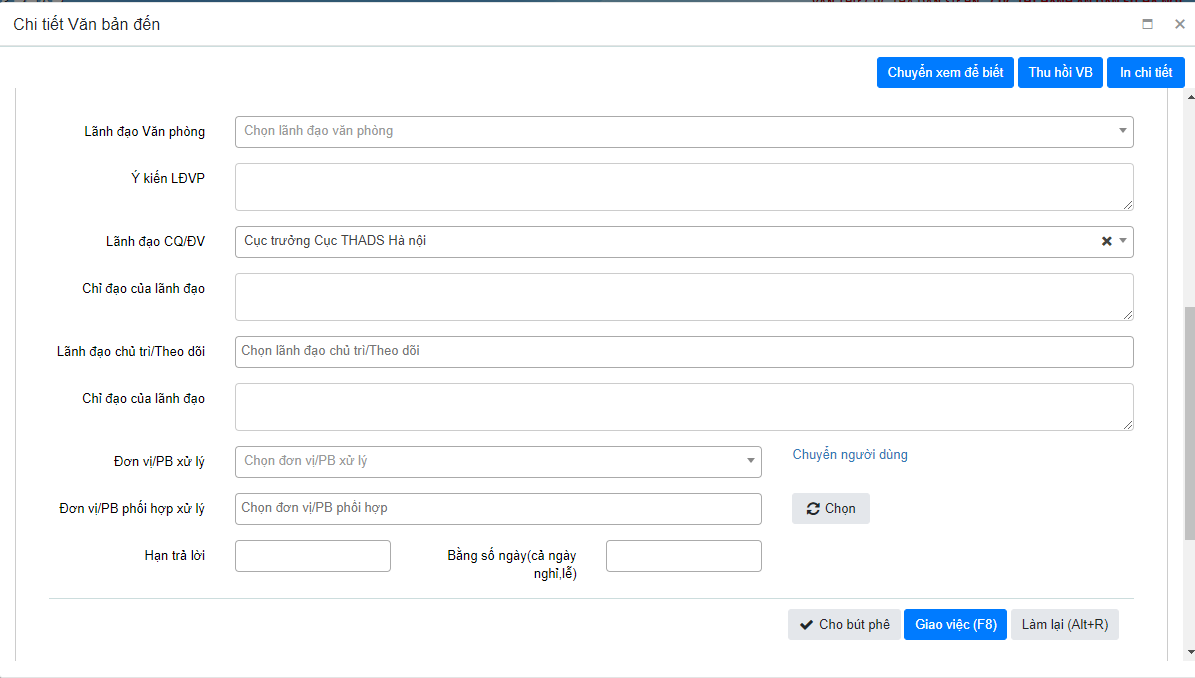 Chi tiết Văn bản đến
Chuyển xem để biết Thu hồi VB In chi tiết
Lãnh đạo Văn phòng Chọn lãnh đạo văn phòng
Ý kiến LĐVP
Lãnh đạo CQ/ĐV Cục trưởng Cục THADS Hà nội
Chỉ đạo của lãnh đạo
Lãnh đạo chủ trì/Theo dõi Chọn lãnh đạo chủ trì/Theo dõi
Chỉ đạo của lãnh đạo
Đơn vị/PB xử lý Chọn đơn vị/PB xử lý Chuyển người dùng
Đơn vị/PB phối hợp xử lý Chọn đơn vị/PB phối hợp Chọn
Hạn trả lời Bằng số ngày(cả ngày
nghỉ,lễ)
Cho bút phê Giao việc (F8) Làm lại (Alt+R)